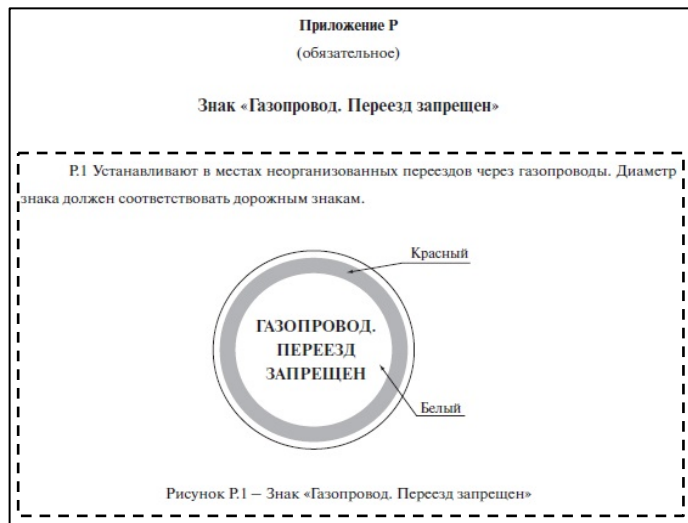 Приложение Р
(обязательное)
Знак «Газопровод. Переезд запрещен»
Р.1 Устанавливают в местах неорганизованных переездов через газопроводы. Диаметр
знака должен соответствовать дорожным знакам.
Красный
ГАЗОПРОВОД.
ПЕРЕЕЗД
ЗАПРЕЩЕН
Белый
Рисунок Р.1 – Знак «Газопровод. Переезд запрещен»